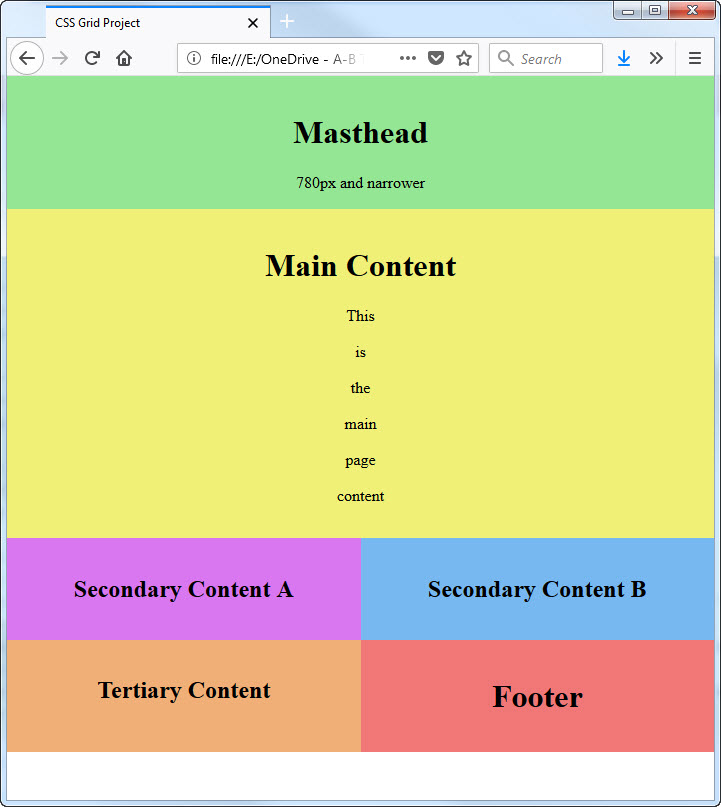 CSS Grid Project
file:///E:/OneDrive - A-B T
Search
Masthead
780px and narrower
Main Content
This
is
the
main
page
content
Secondary Content A
Secondary Content B
Tertiary Content
Footer